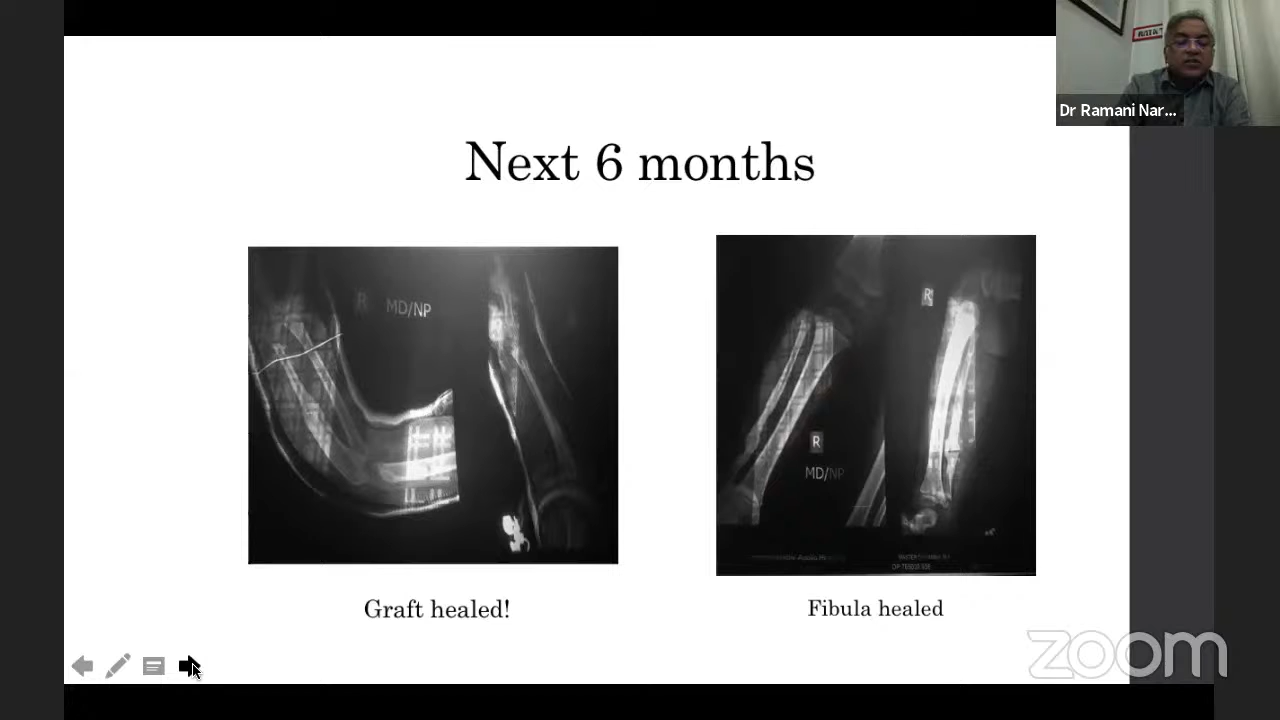 Dr Ramani Nar...
Next 6 months
R
MD/NP
R
R
MD/NP
Graft healed!
Fibula healed
zoom